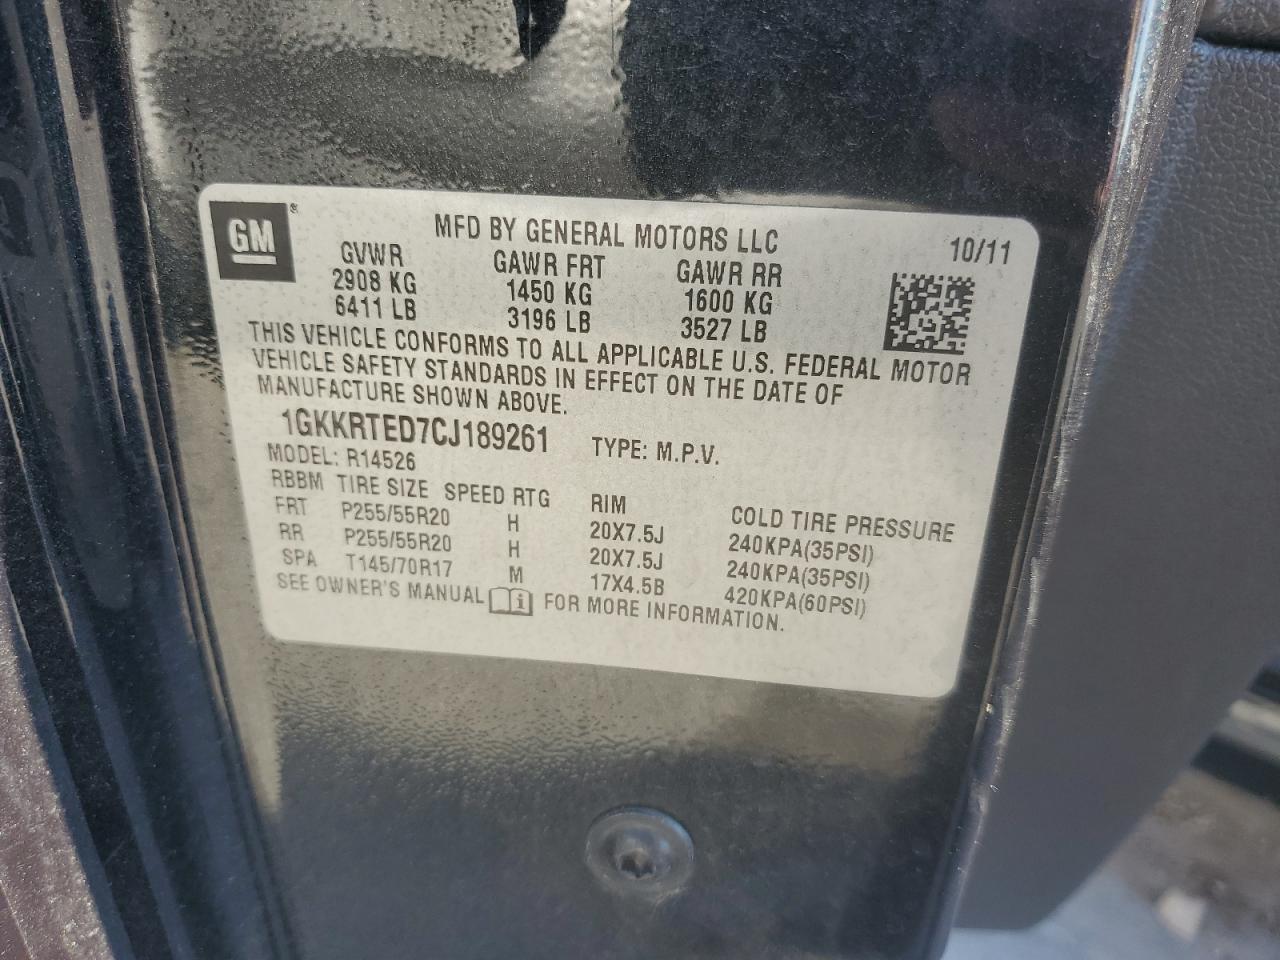 GM
MFD BY GENERAL MOTORS LLC 10/11
GVWR GAWR FRT GAWR RR
2908 KG 1450 KG 1600 KG
6411 LB 3196 LB 3527 LB
THIS VEHICLE CONFORMS TO ALL APPLICABLE U.S. FEDERAL MOTOR
VEHICLE SAFETY STANDARDS IN EFFECT ON THE DATE OF
MANUFACTURE SHOWN ABOVE.
1GKKRTED7CJ189261 TYPE: M.P.V.
MODEL: R14526
RBBM TIRE SIZE SPEED RTG RIM COLD TIRE PRESSURE
FRT P255/55R20 H 20X7.5J 240KPA(35PSI)
RR P255/55R20 H 20X7.5J 240KPA(35PSI)
SPA T145/70R17 M 17X4.5B 420KPA(60PSI)
SEE OWNER'S MANUAL FOR MORE INFORMATION.